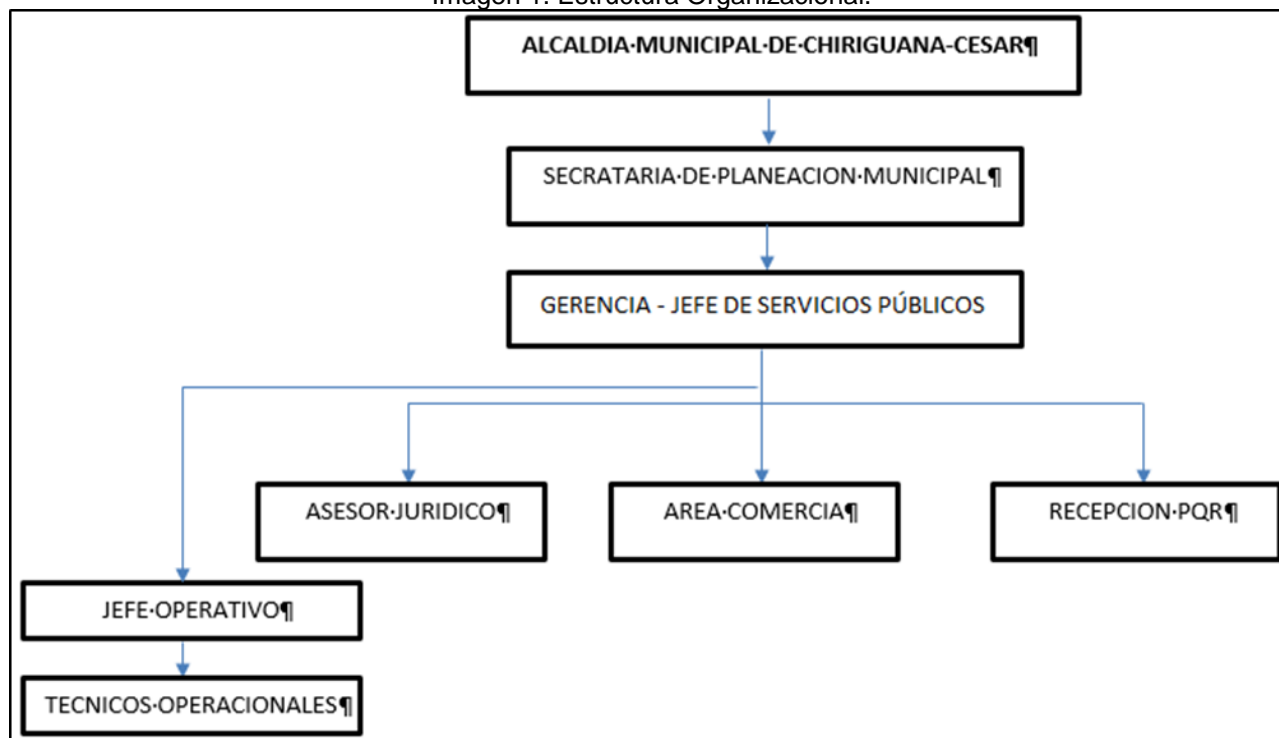 Imagen 1. Estructura Organizacional.
ALCALDIA·MUNICIPAL·DE·CHIRIGUANA-CESAR¶
SECRATARIA·DE·PLANEACION·MUNICIPAL¶
GERENCIA - JEFE DE SERVICIOS PÚBLICOS
ASESOR·JURIDICO¶
AREA·COMERCIA¶
RECEPCION·PQR¶
JEFE·OPERATIVO¶
TECNICOS·OPERACIONALES¶